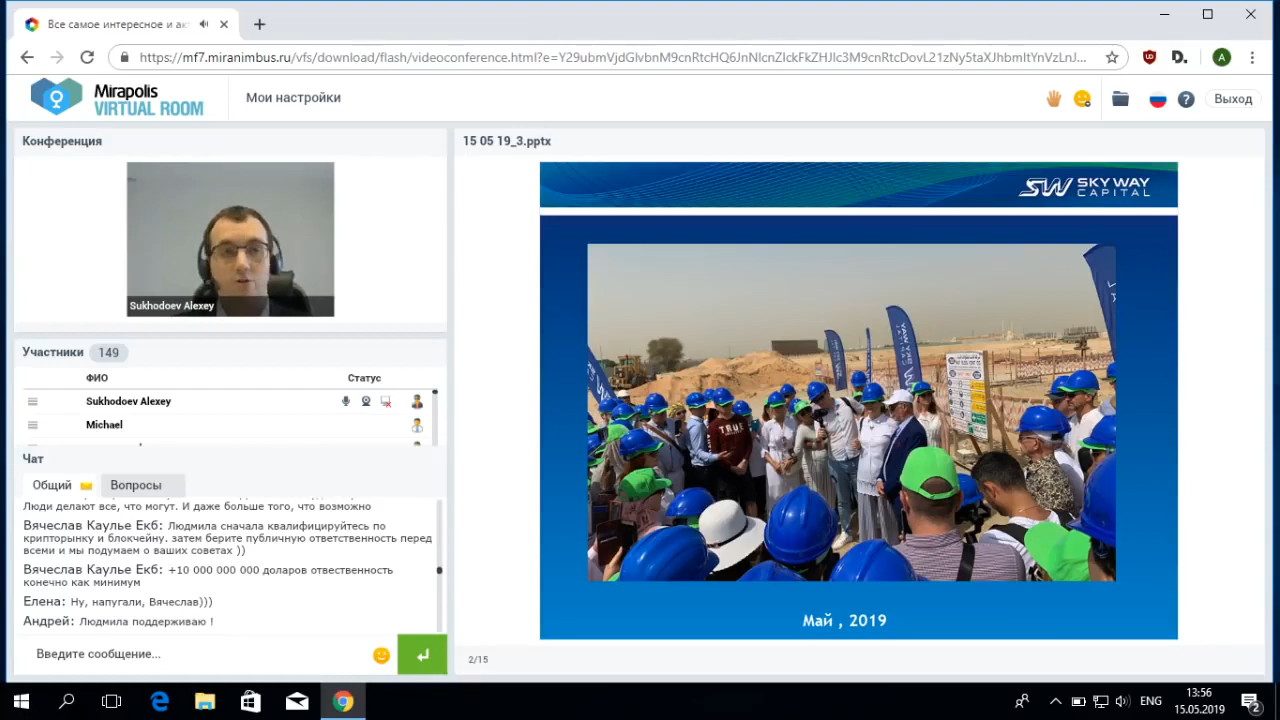 Все самое интересное и ак
https://mf7.miranimbus.ru/vfs/download/flash/videoconference.html?e=Y29ubmVjdGlvbnM9cnRtcHQ6JnNlcnZlckFkZHJlc3M9cnRtcDovL21zNy5taXJhbmltYnVzLnJ...
Mirapolis
VIRTUAL ROOM
Мои настройки
Выход
Конференция
Sukhodoev Alexey
15 05 19_3.pptx
SW SKY WAY
CAPITAL
SKY WAY
TRUE
Май , 2019
2/15
Участники 149
ФИО Статус
Sukhodoev Alexey
Michael
Чат
Общий Вопросы
Люди делают все, что могут. И даже больше того, что возможно
Вячеслав Каулье Екб: Людмила сначала квалифицируйтесь по
крипторынку и блокчейну. затем берите публичную ответственность перед
всеми и мы подумаем о ваших советах ))
Вячеслав Каулье Екб: +10 000 000 000 долларов отвественность
конечно как минимум
Елена: Ну, напугали, Вячеслав)))
Андрей: Людмила поддерживаю !
Введите сообщение...
ENG
13:56
15.05.2019
2